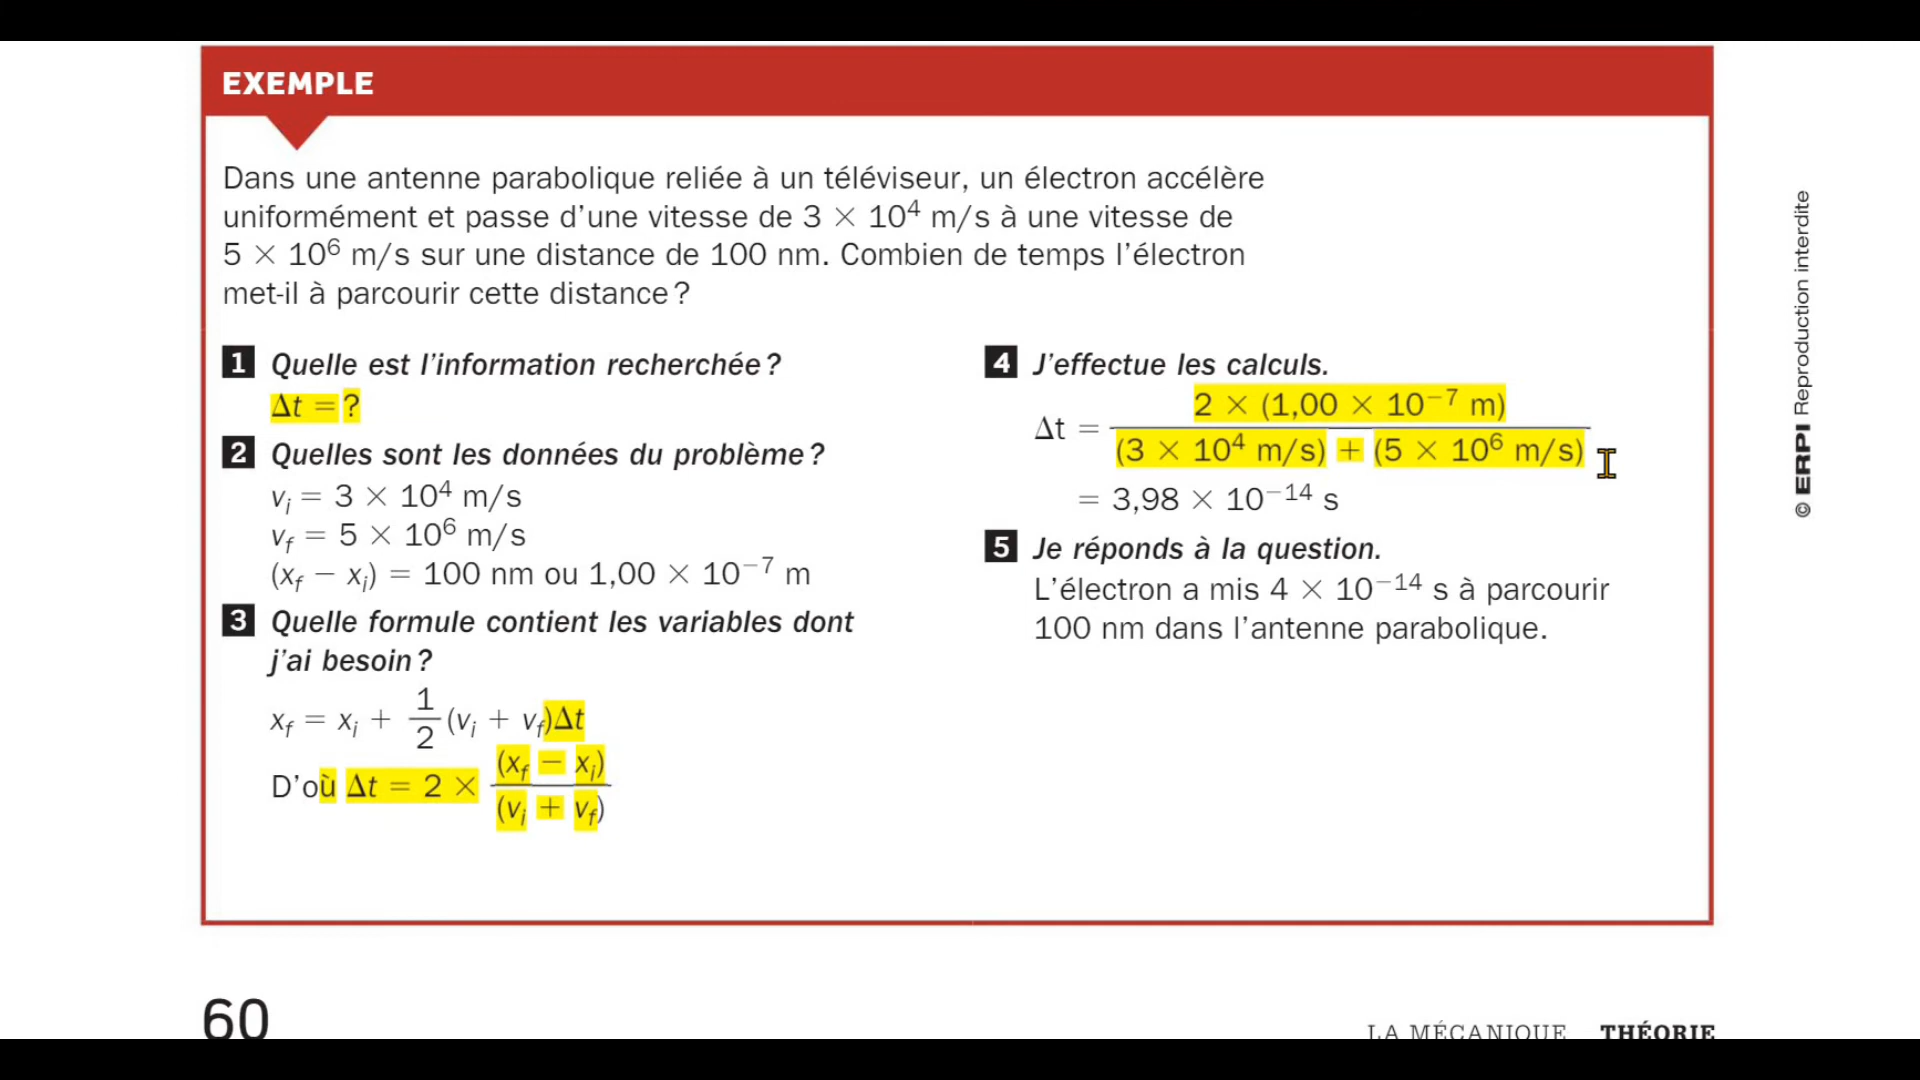 EXEMPLE
Dans une antenne parabolique reliée à un téléviseur, un électron accélère
uniformément et passe d’une vitesse de 3 × 10⁴ m/s à une vitesse de
5 × 10⁶ m/s sur une distance de 100 nm. Combien de temps l’électron
met-il à parcourir cette distance ?
1 Quelle est l’information recherchée ?
Δt = ?
2 Quelles sont les données du problème ?
vᵢ = 3 × 10⁴ m/s
v_f = 5 × 10⁶ m/s
(x_f − xᵢ) = 100 nm ou 1,00 × 10⁻⁷ m
3 Quelle formule contient les variables dont
j’ai besoin ?
x_f = xᵢ + 1/2 (vᵢ + v_f)Δt
D’où Δt = 2 × (x_f − xᵢ) / (vᵢ + v_f)
4 J’effectue les calculs.
Δt = 2 × (1,00 × 10⁻⁷ m) / (3 × 10⁴ m/s) + (5 × 10⁶ m/s)
= 3,98 × 10⁻¹⁴ s
5 Je réponds à la question.
L’électron a mis 4 × 10⁻¹⁴ s à parcourir
100 nm dans l’antenne parabolique.
© ERPI Reproduction interdite
60
LA MÉCANIQUE THÉORIE